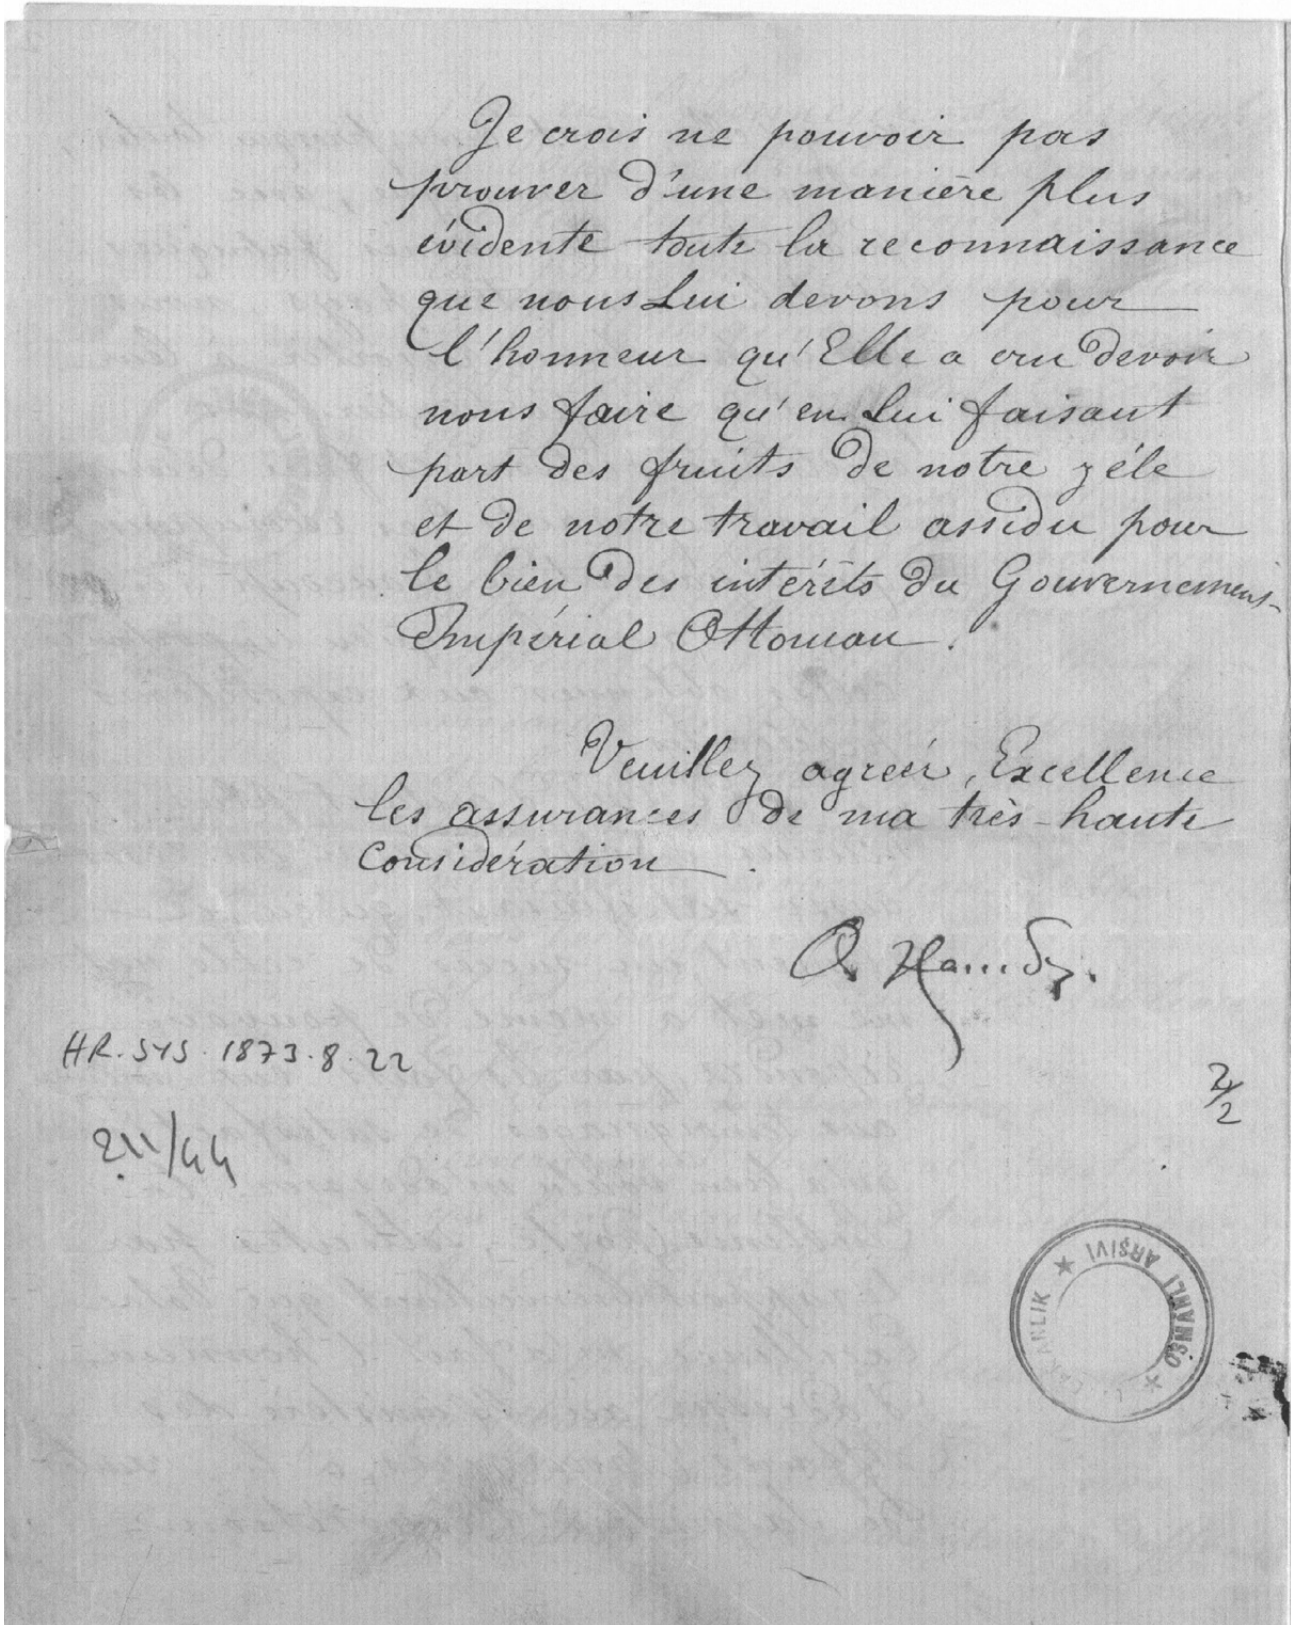 Je crois ne pouvoir pas
prouver d'une manière plus
évidente toute la reconnaissance
que nous Lui devons pour
l'honneur qu'Elle a cru devoir
nous faire qu'en Lui faisant
part des fruits de notre zéle
et de notre travail assidu pour
le bien des intérêts du Gouvernement
Impérial Ottoman.
Veuillez agréer, Excellence
les assurances de ma très-haute
Considération.
O. Hamdy.
HR.SYS.1873.8.22
2/2
OSMANLI ARŞİVİ